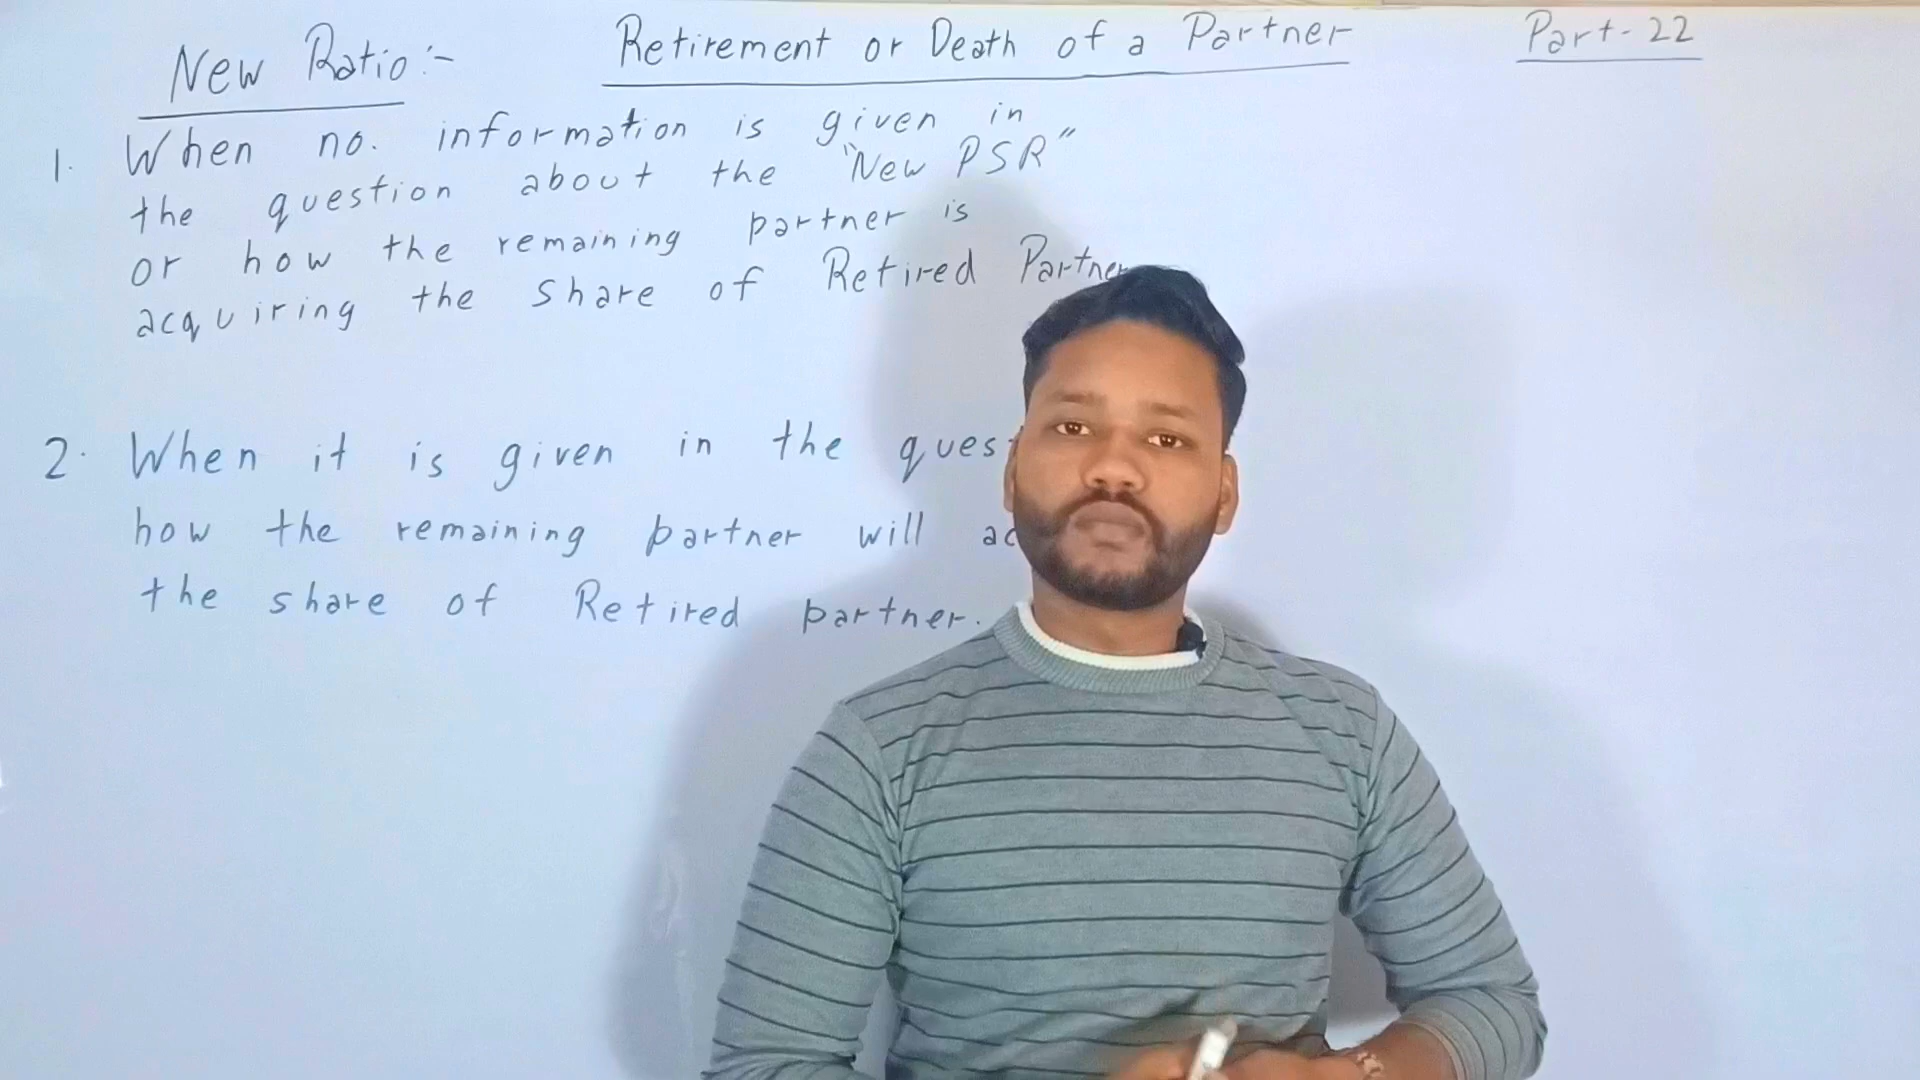 New Ratio :-
Retirement or Death of a Partner
Part-22
1. When no. information is given in
the question about the "New PSR"
or how the remaining partner is
acquiring the share of Retired Partner
2. When it is given in the
how the remaining partner will
the share of Retired partner.